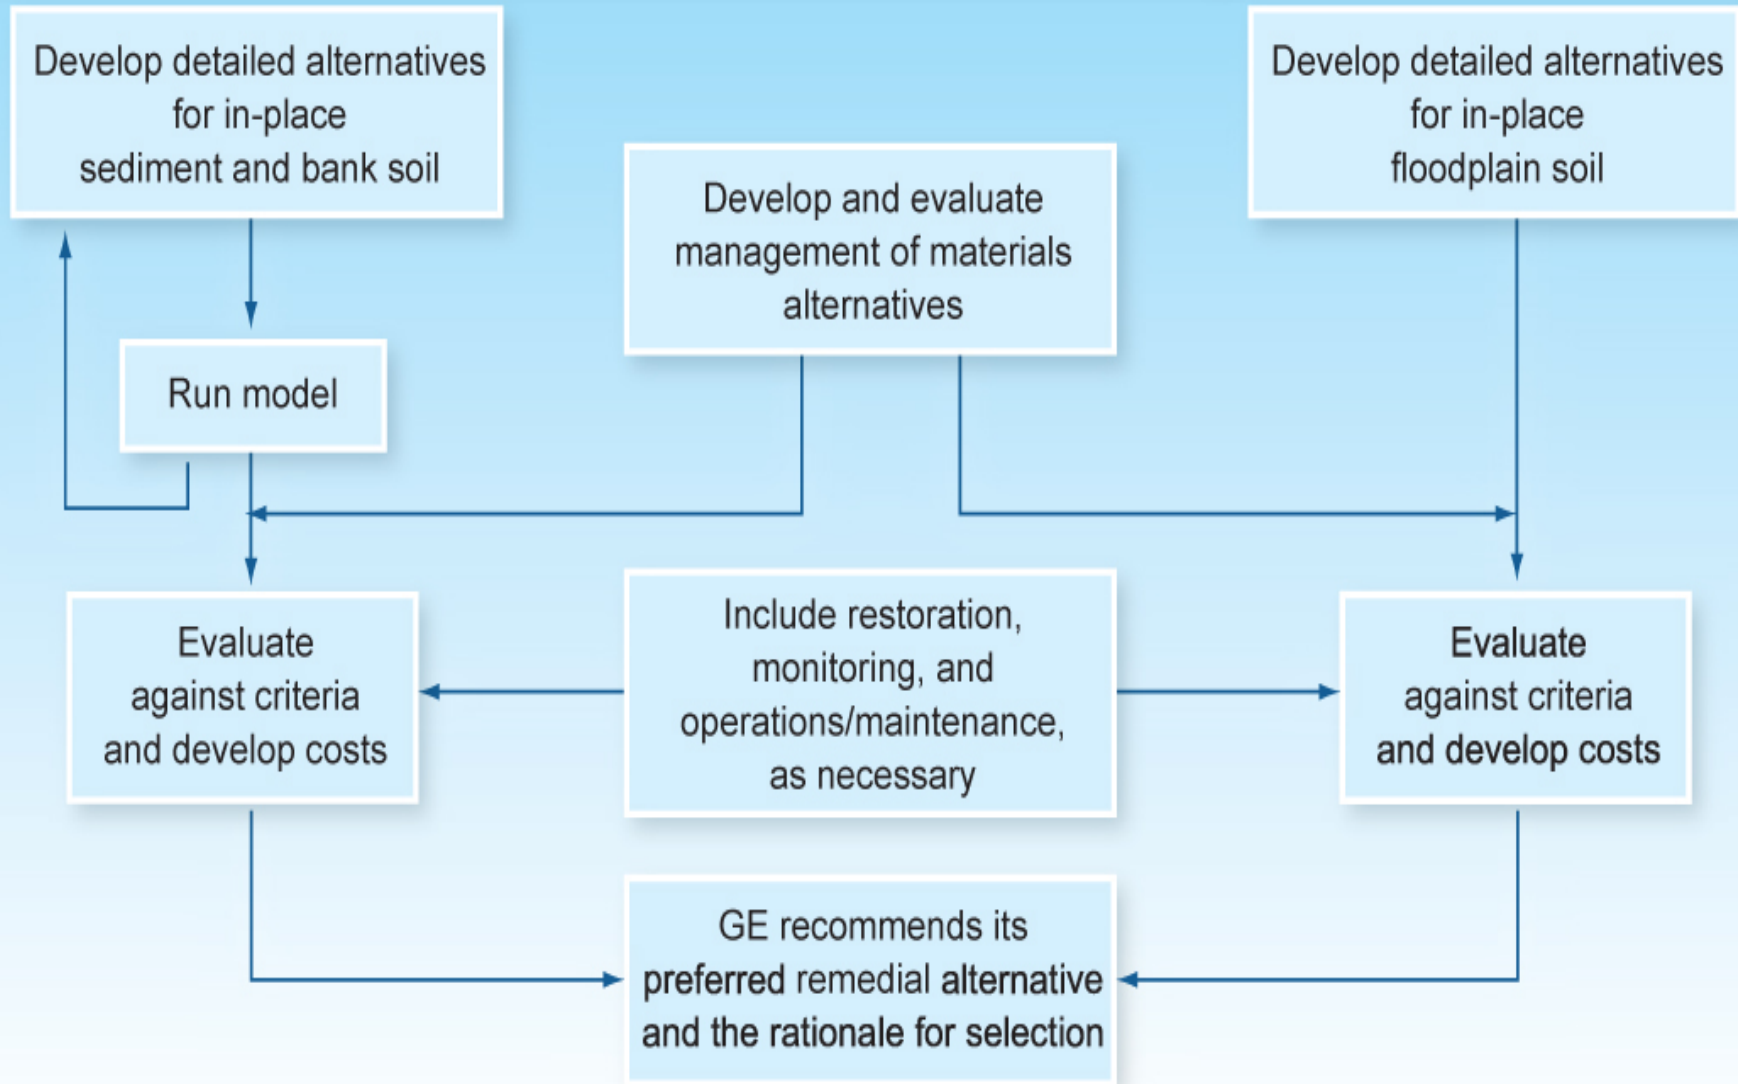 Develop detailed alternatives
for in-place
sediment and bank soil
Develop detailed alternatives
for in-place
floodplain soil
Develop and evaluate
management of materials
alternatives
Run model
Evaluate
against criteria
and develop costs
Include restoration,
monitoring, and
operations/maintenance,
as necessary
Evaluate
against criteria
and develop costs
GE recommends its
preferred remedial alternative
and the rationale for selection